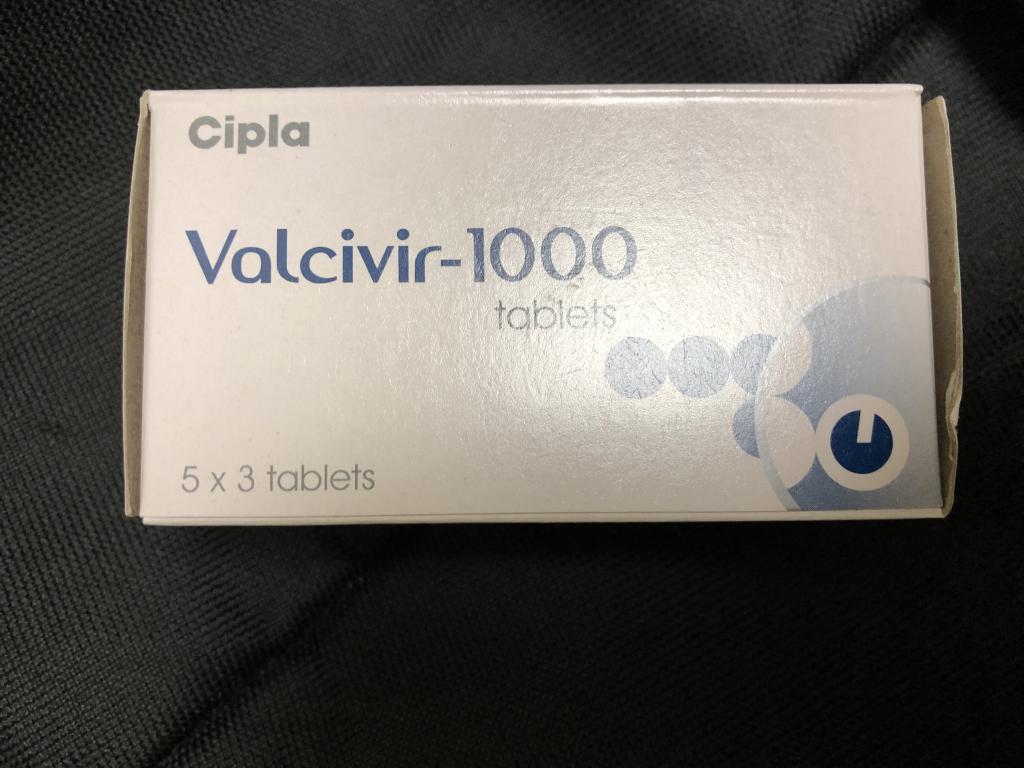 Cipla
Valcivir-1000
tablets
5 x 3 tablets